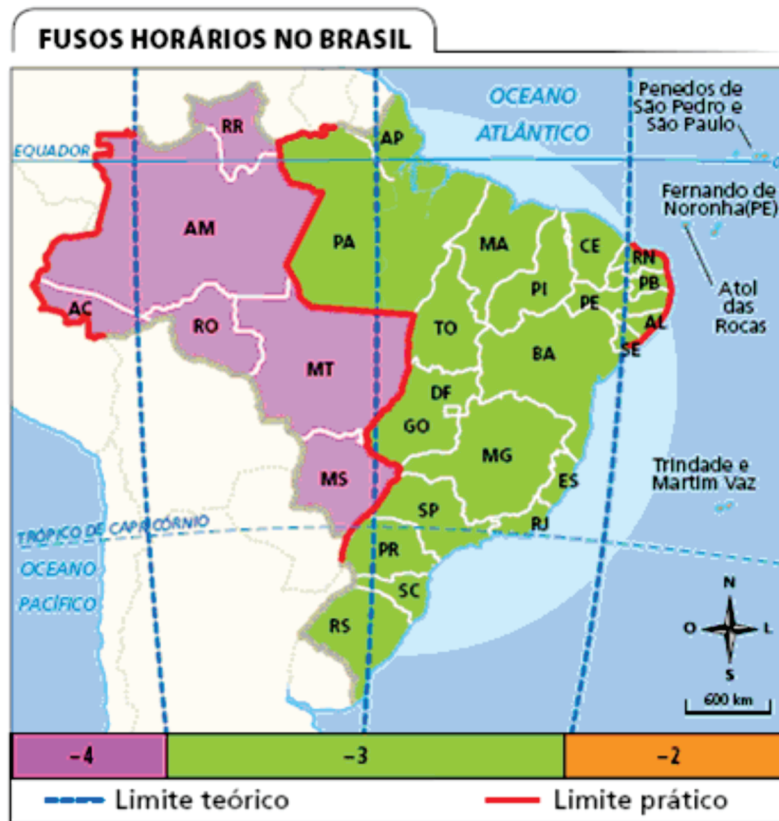 FUSOS HORÁRIOS NO BRASIL
OCEANO
ATLÂNTICO
Penedos de
São Pedro e
São Paulo
RR
AP
EQUADOR
Fernando de
Noronha(PE)
AM
PA
MA
CE
RN
PB
PI
PE
Atol
das
Rocas
AC
RO
TO
AL
SE
MT
BA
DF
GO
MG
MS
ES
Trindade e
Martim Vaz
SP
RJ
TRÓPICO DE CAPRICÓRNIO
PR
OCEANO
PACÍFICO
SC
RS
N
O L
S
600 km
–4
–3
–2
Limite teórico
Limite prático